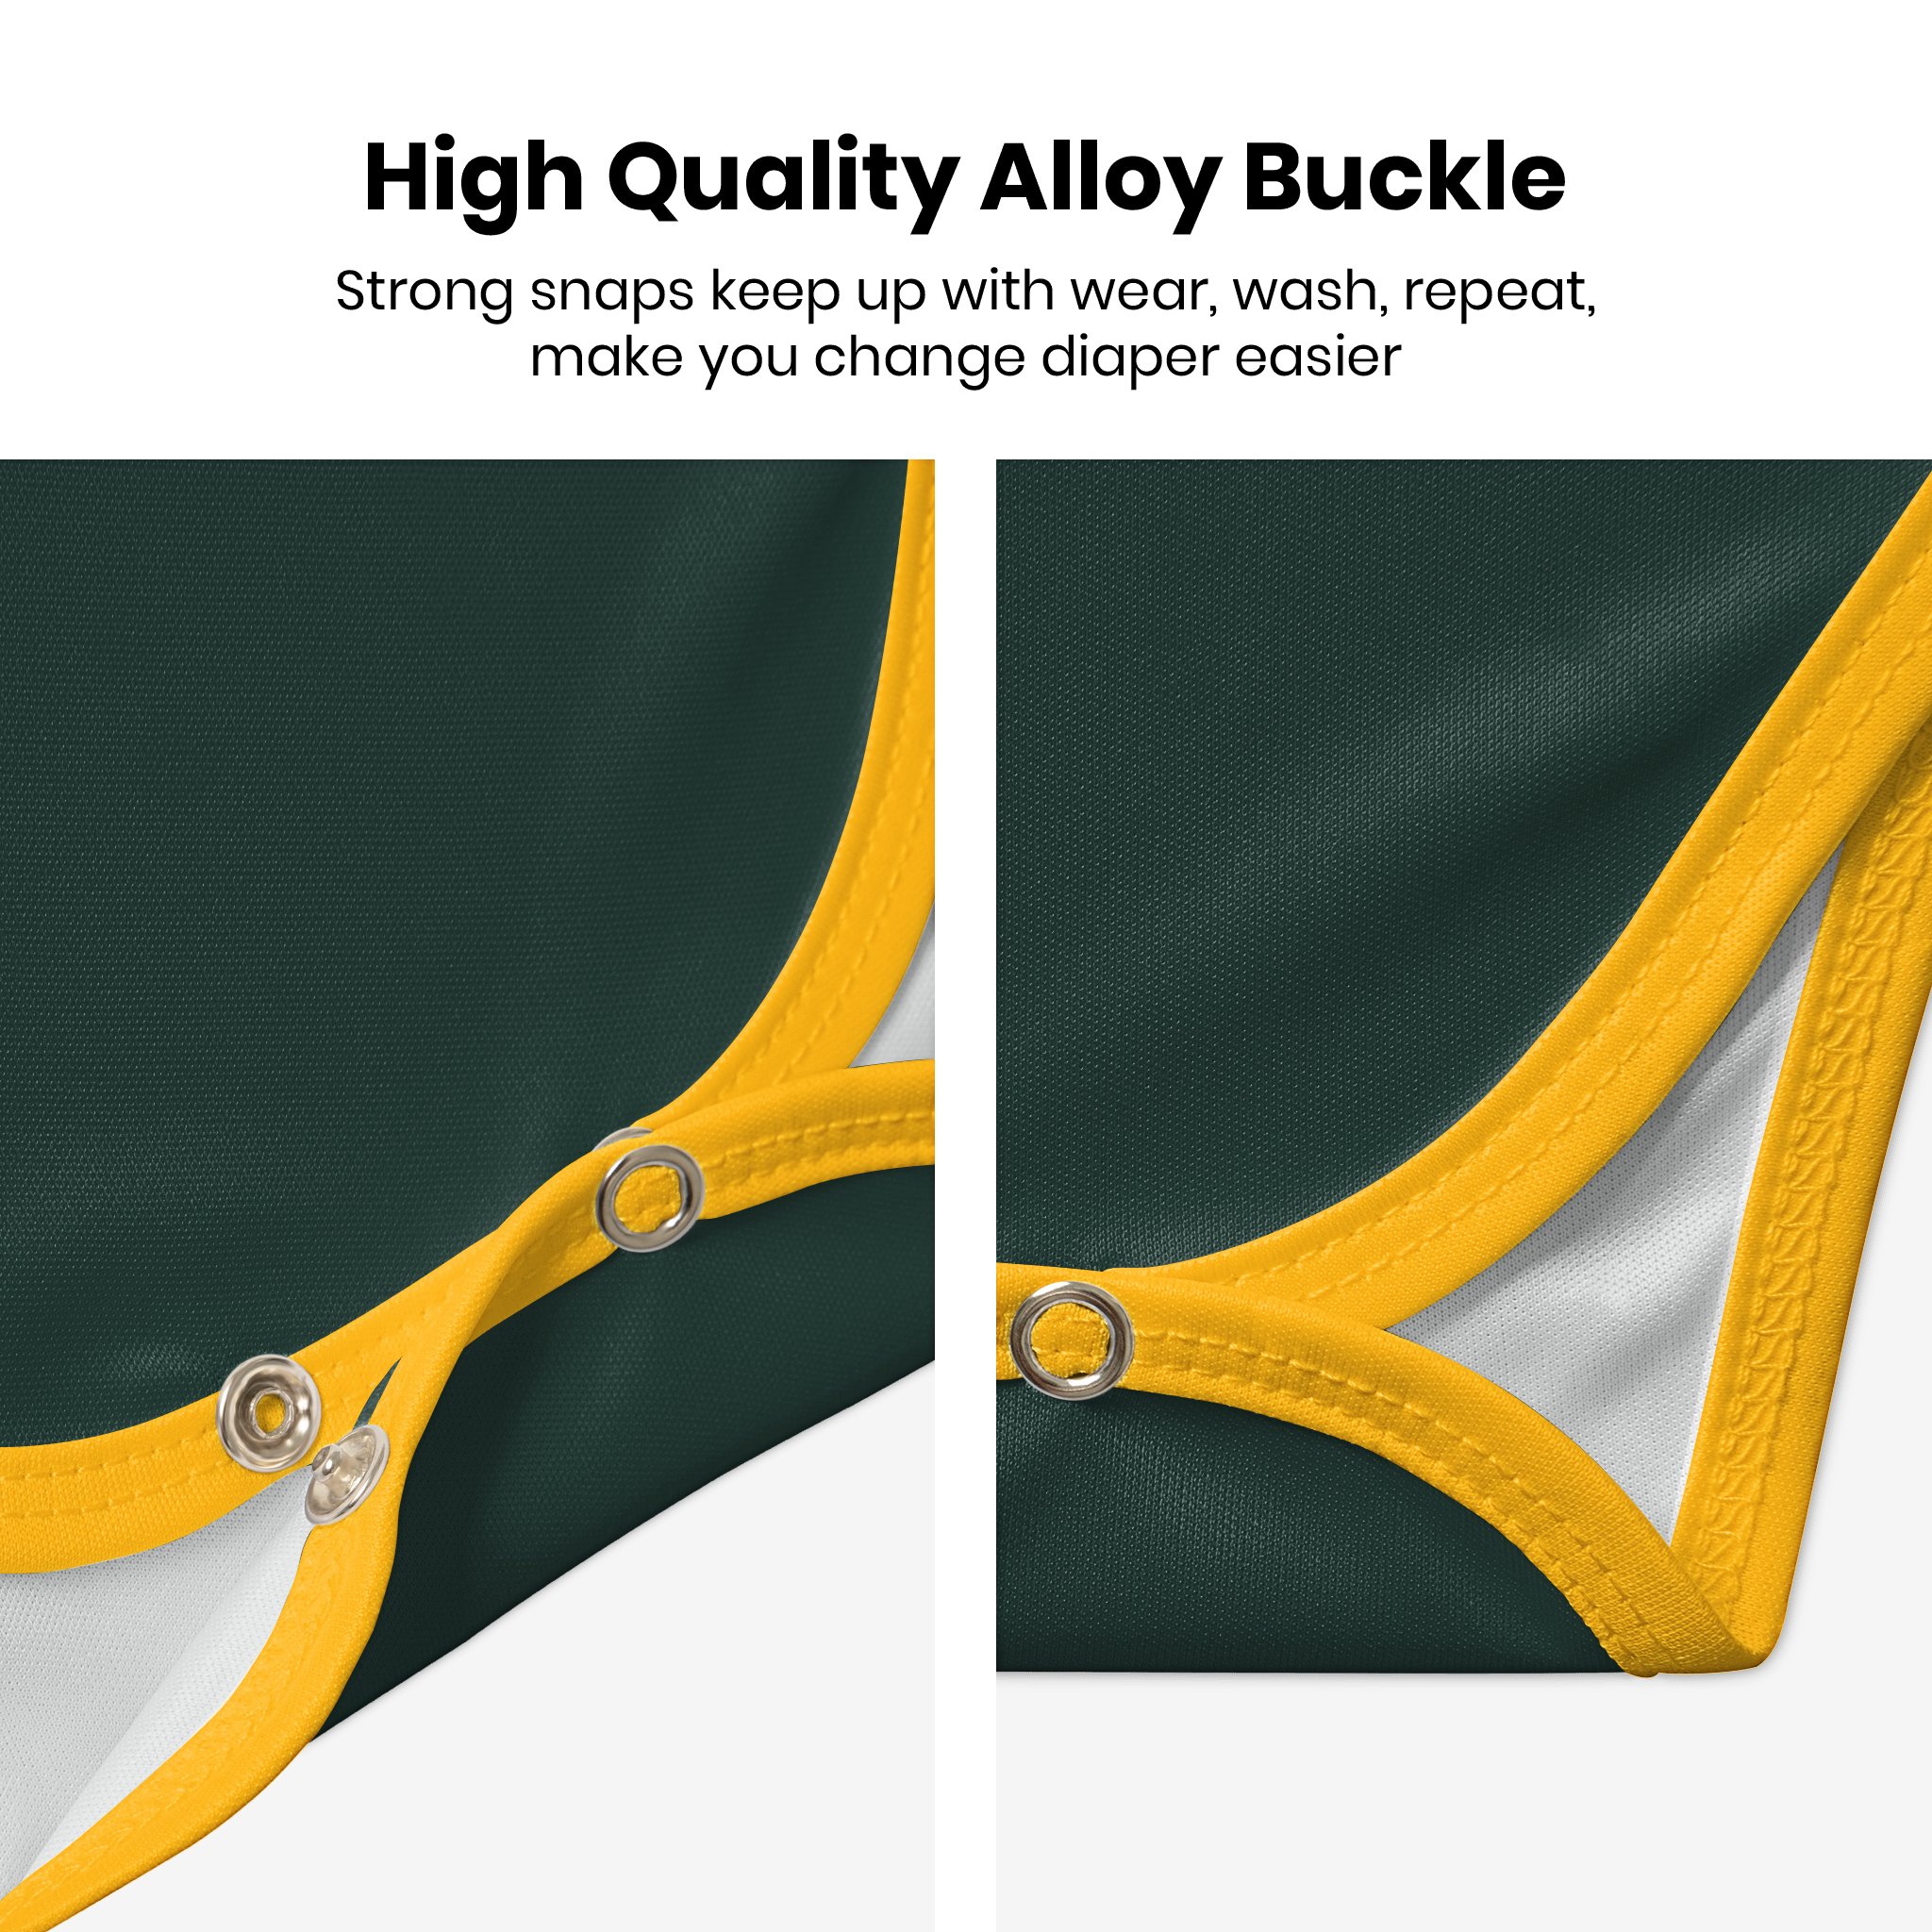 High Quality Alloy Buckle
Strong snaps keep up with wear, wash, repeat,
make you change diaper easier